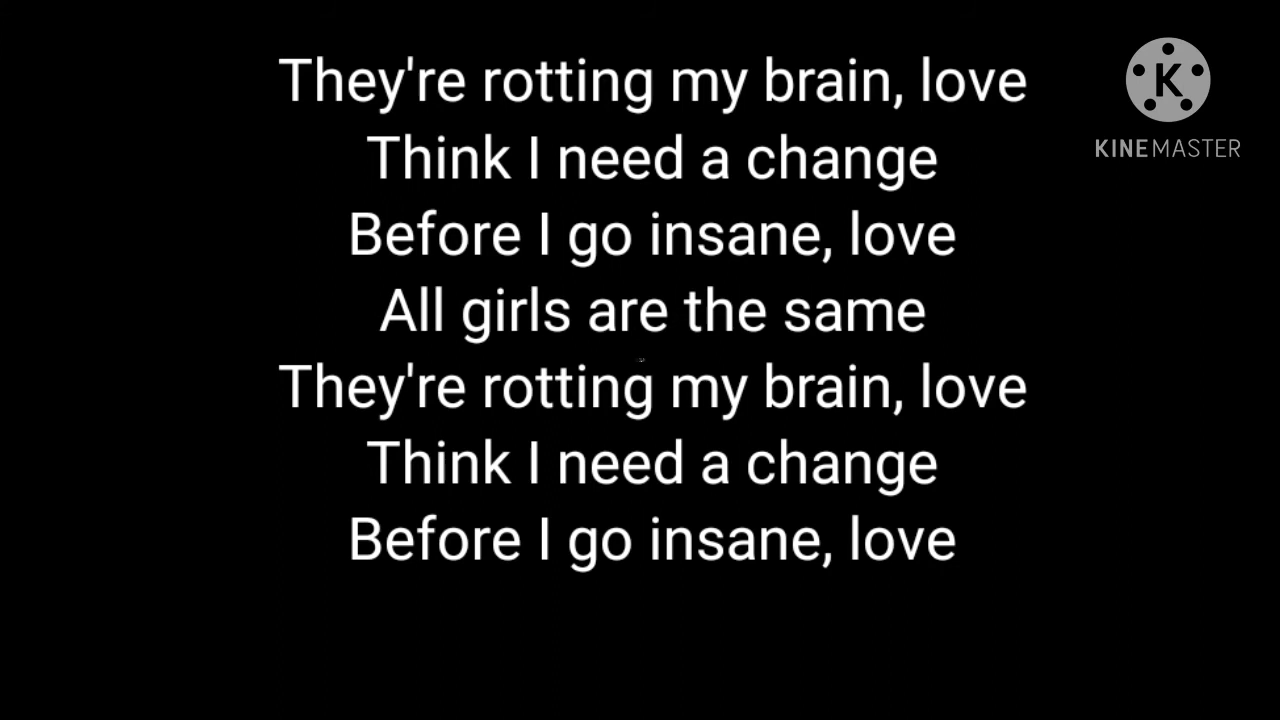 They're rotting my brain, love
Think I need a change
Before I go insane, love
All girls are the same
They're rotting my brain, love
Think I need a change
Before I go insane, love
K
KINEMASTER